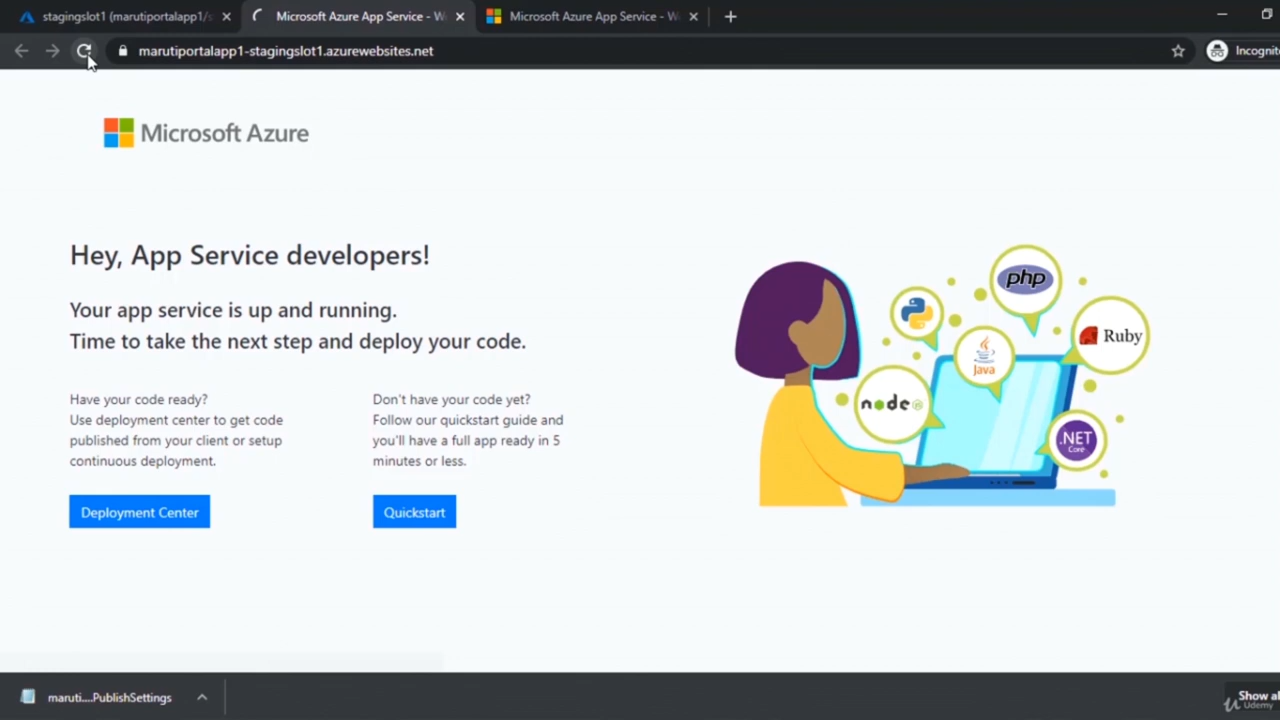 stagingslot1 (marutiportalapp1/s
Microsoft Azure App Service - W
Microsoft Azure App Service - W
marutiportalapp1-stagingslot1.azurewebsites.net
Incognit
Microsoft Azure
Hey, App Service developers!
Your app service is up and running.
Time to take the next step and deploy your code.
Have your code ready?
Use deployment center to get code
published from your client or setup
continuous deployment.
Deployment Center
Don't have your code yet?
Follow our quickstart guide and
you'll have a full app ready in 5
minutes or less.
Quickstart
php
Ruby
Java
node
JS
.NET
Core
maruti....PublishSettings
Show al
Udemy